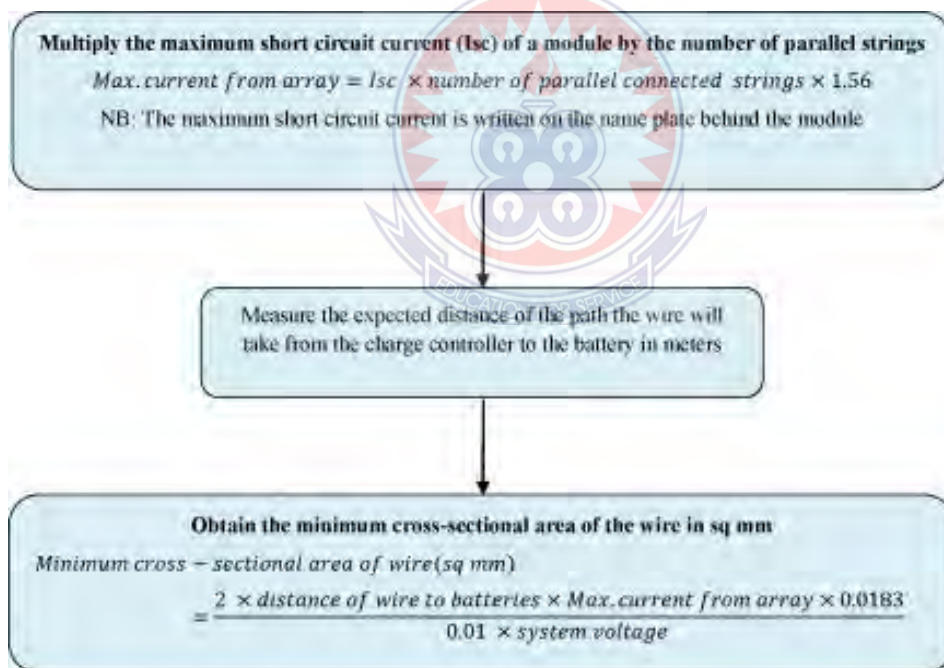 Multiply the maximum short circuit current (Isc) of a module by the number of parallel strings
Max.current from array = Isc × number of parallel connected strings × 1.56
NB: The maximum short circuit current is written on the name plate behind the module
EDUCATION FOR SERVICE
Measure the expected distance of the path the wire will
take from the charge controller to the battery in meters
Obtain the minimum cross-sectional area of the wire in sq mm
Minimum cross − sectional area of wire(sq mm)
= 2 × distance of wire to batteries × Max.current from array × 0.0183
0.01 × system voltage